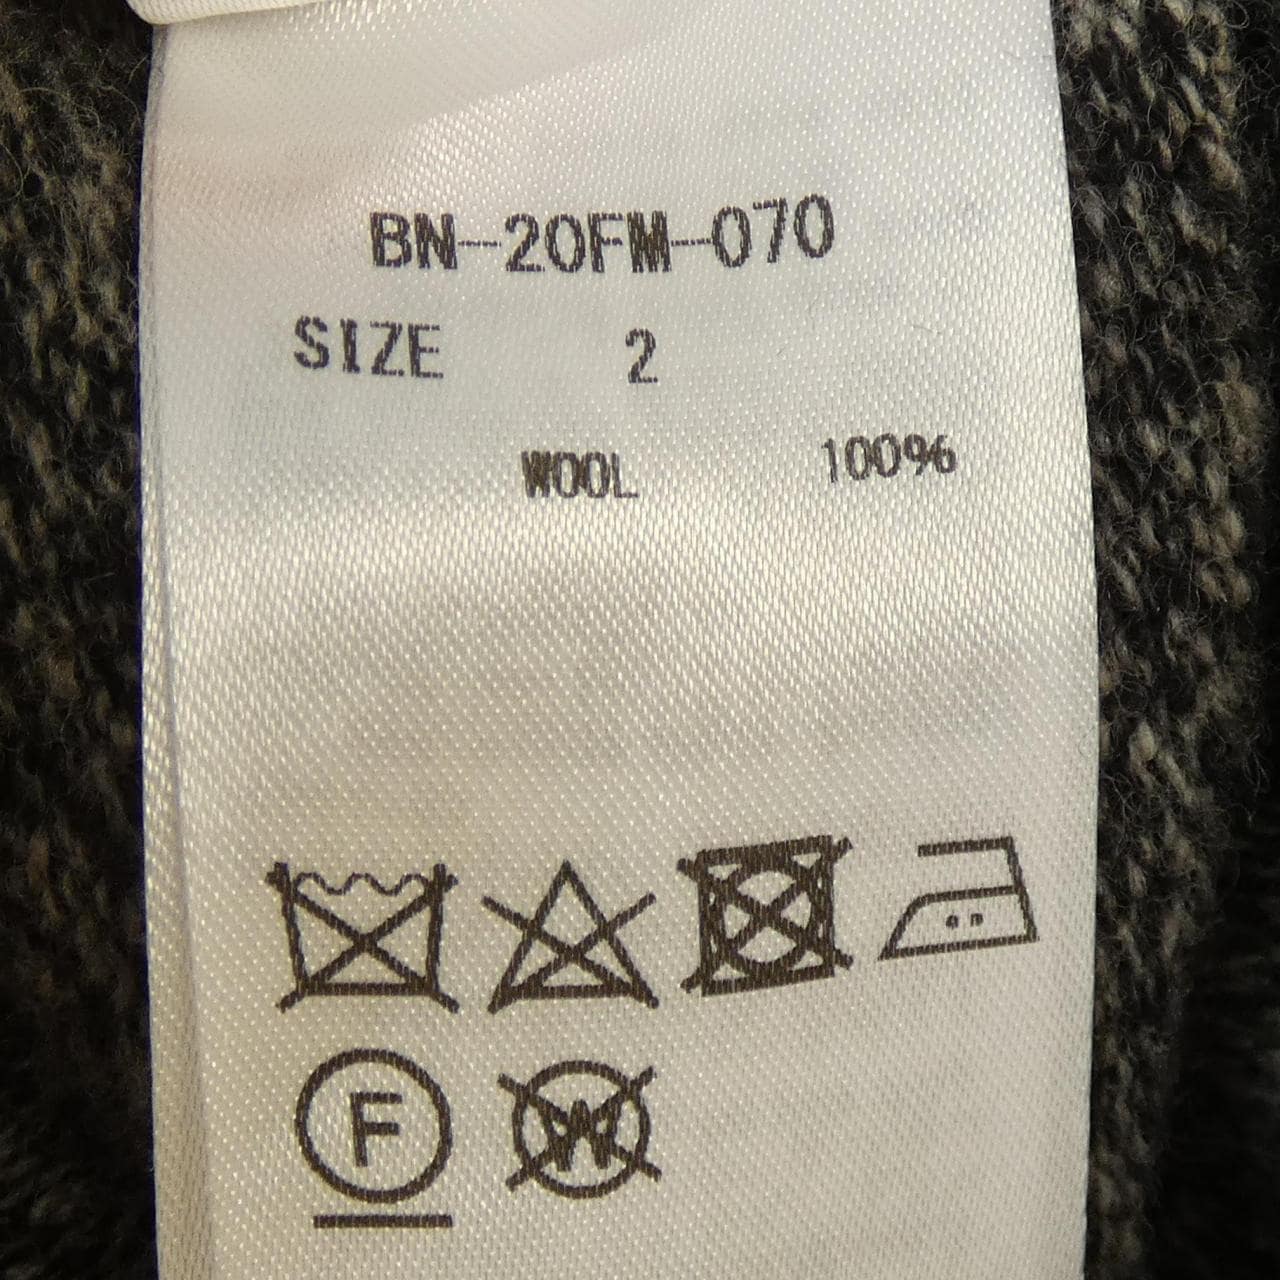 BN-20FM-070
SIZE 2
WOOL 100%
F W